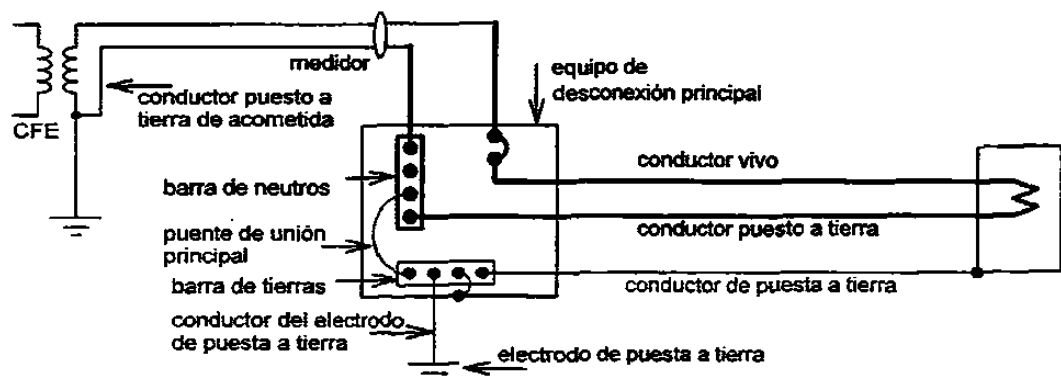 medidor
conductor puesto a
tierra de acometida
CFE
equipo de
desconexión principal
barra de neutros
conductor vivo
puente de unión
principal
conductor puesto a tierra
barra de tierras
conductor de puesta a tierra
conductor del electrodo
de puesta a tierra
electrodo de puesta a tierra